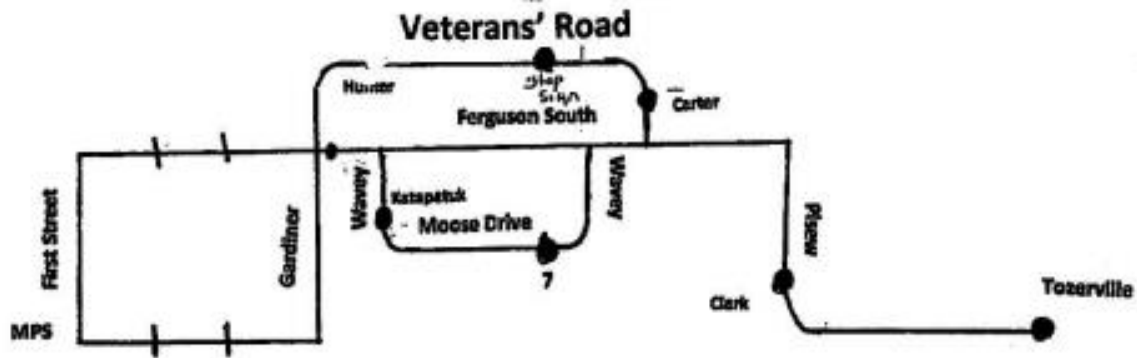 Veterans' Road
Hunter
Stop
Sign
Carter
Ferguson South
Wavey
Wavey
Katapatuk
Moose Drive
First Street
Gardiner
Pisew
7
Clark
Tozerville
MPS